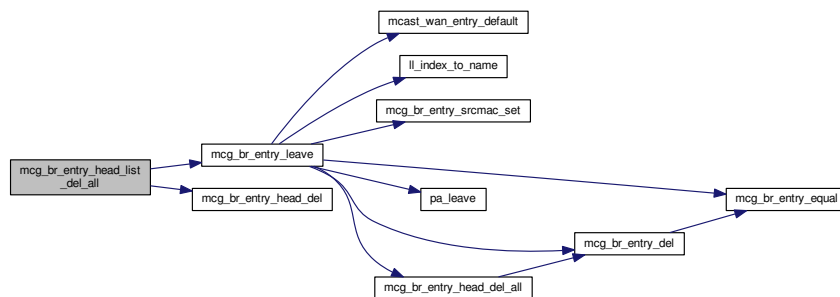 mcast_wan_entry_default
ll_index_to_name
mcg_br_entry_srcmac_set
mcg_br_entry_leave
mcg_br_entry_head_list
_del_all
mcg_br_entry_head_del
pa_leave
mcg_br_entry_equal
mcg_br_entry_del
mcg_br_entry_head_del_all